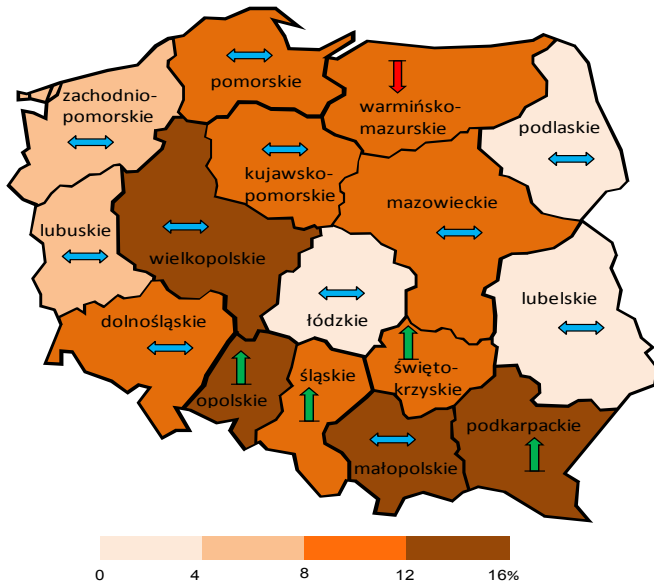 pomorskie
zachodnio-
pomorskie
warmińsko-
mazurskie
podlaskie
kujawsko-
pomorskie
mazowieckie
lubuskie
wielkopolskie
lubelskie
łódzkie
dolnośląskie
opolskie
śląskie
święto-
krzyskie
podkarpackie
małopolskie
0 4 8 12 16%